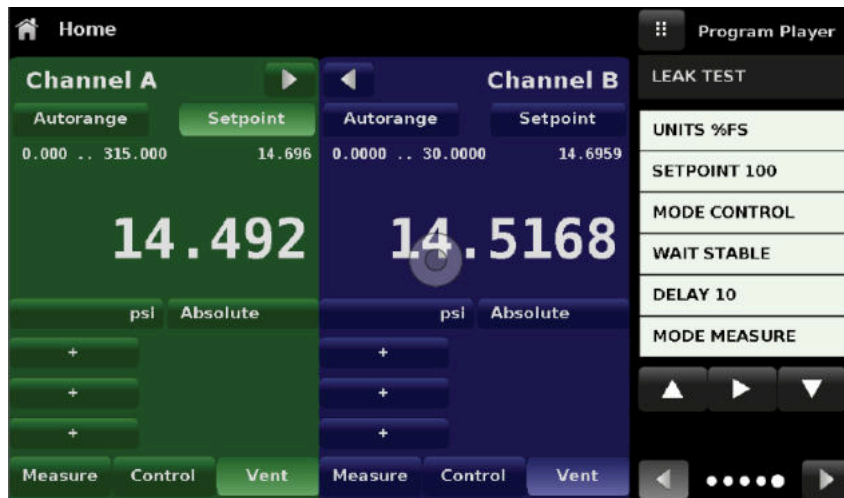 Home
Program Player
Channel A
Channel B
LEAK TEST
Autorange Setpoint
Autorange Setpoint
0.000 .. 315.000 14.696
0.0000 .. 30.0000 14.6959
14.492
14.5168
psi Absolute
psi Absolute
+
+
+
+
+
+
Measure Control Vent
Measure Control Vent
UNITS %FS
SETPOINT 100
MODE CONTROL
WAIT STABLE
DELAY 10
MODE MEASURE